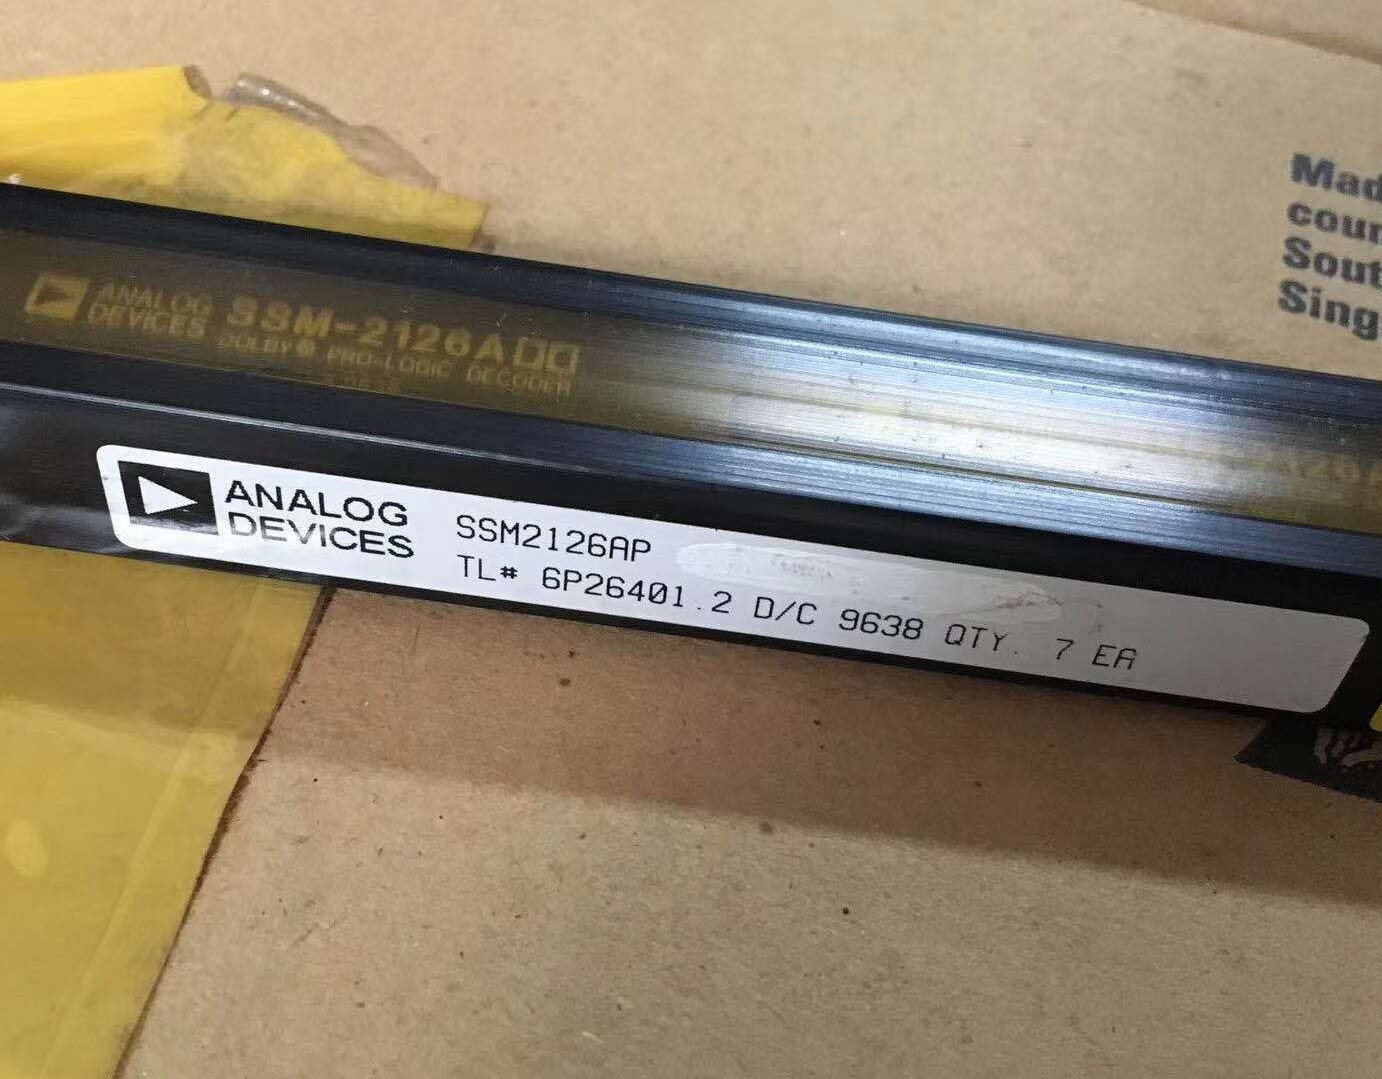 Mad
cour
Sout
Sing
ANALOG
DEVICES
SSM-2126A
DOLBY® PRO-LOGIC DECODER
ANALOG
DEVICES
SSM2126AP
TL# 6P26401.2 D/C 9638 QTY. 7 EA